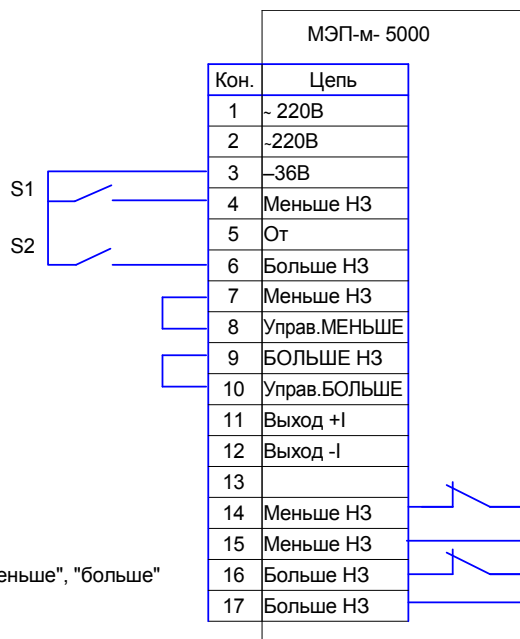 МЭП-м- 5000
Кон. Цепь
1 ~ 220В
2 ~220В
3 –36В
S1
4 Меньше НЗ
5 От
S2
6 Больше НЗ
7 Меньше НЗ
8 Управ.МЕНЬШЕ
9 БОЛЬШЕ НЗ
10 Управ.БОЛЬШЕ
11 Выход +I
12 Выход -I
13
14 Меньше НЗ
15 Меньше НЗ
еньше", "больше"
16 Больше НЗ
17 Больше НЗ